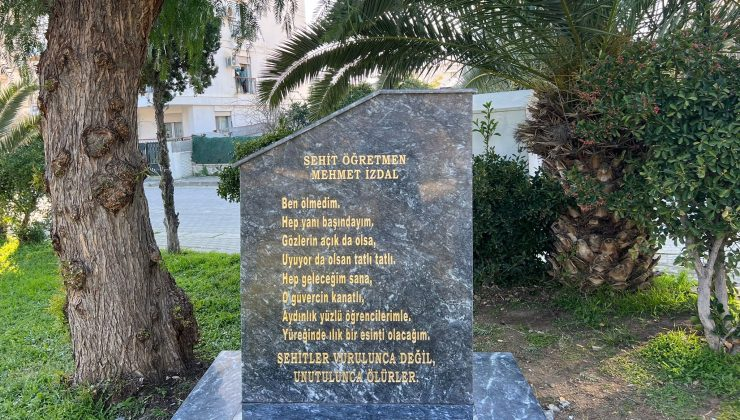 ŞEHİT ÖĞRETMEN
MEHMET İZDAL
Ben ölmedim,
Hep yanı başındayım,
Gözlerin açık da olsa,
Uyuyor da olsan tatlı tatlı.
Hep geleceğim sana,
O güvercin kanatlı,
Aydınlık yüzlü öğrencilerimle,
Yüreğinde ılık bir esinti olacağım.
ŞEHİTLER VURULUNCA DEĞİL,
UNUTULUNCA ÖLÜRLER.